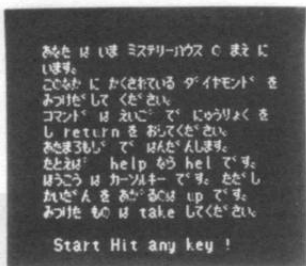 あなた は いま ミステリーハウス の まえ に
います。
このなか に かくされている ダイヤモンド を
みつけだして ください。
コマンド は えいご で にゅうりょく を
し return を おしてください。
あたま3もじ で はんだんします。
たとえば help なら hel です。
ほうこう は カーソルキー です。 ただし
かいだん を あがるのは up です。
みつけた もの は take してください。
Start Hit any key !